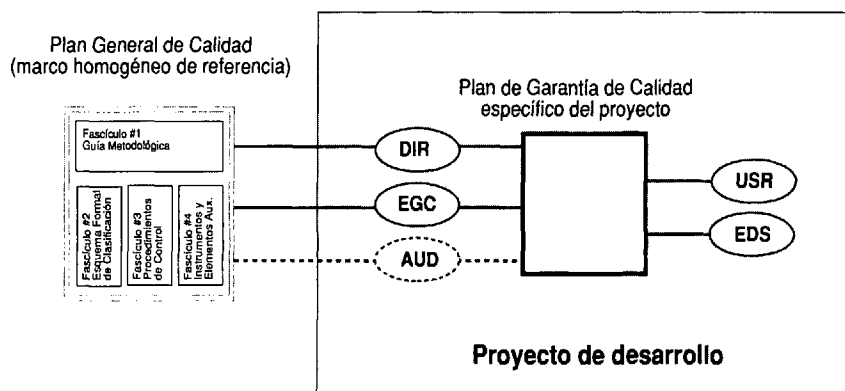 Plan General de Calidad
(marco homogéneo de referencia)
Fascículo #1
Guía Metodológica
Fascículo #2
Esquema Formal
de Clasificación
Fascículo #3
Procedimientos
de Control
Fascículo #4
Instrumentos y
Elementos Aux.
Plan de Garantía de Calidad
específico del proyecto
DIR
EGC
AUD
USR
EDS
Proyecto de desarrollo